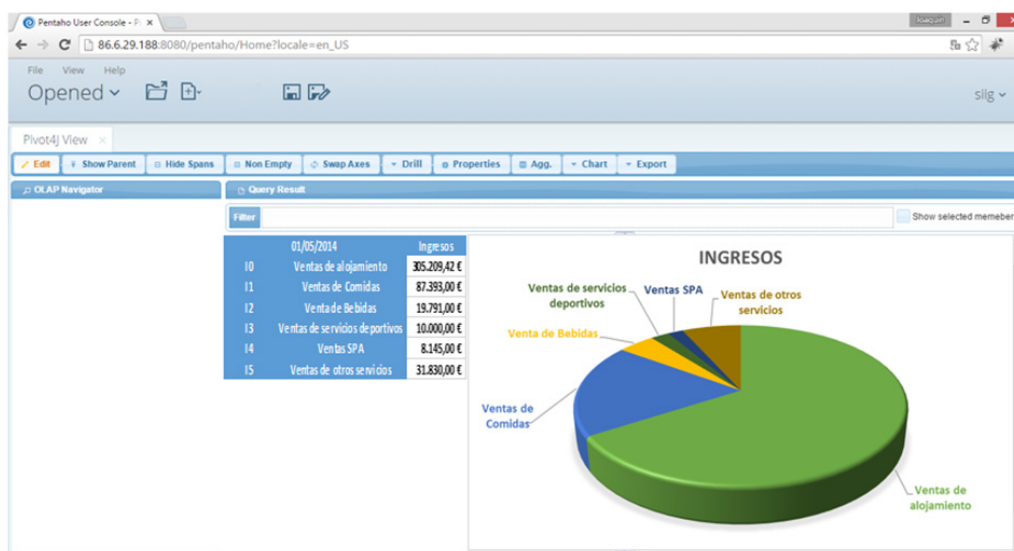 Pentaho User Console - P
Joaquin
86.6.29.188:8080/pentaho/Home?locale=en_US
File View Help
Opened
siig
Pivot4J View
Edit Show Parent Hide Spans Non Empty Swap Axes Drill Properties Agg. Chart Export
OLAP Navigator
Query Result
Filter
Show selected memeber
01/05/2014 Ingresos
I0 Ventas de alojamiento 305.209,42 €
I1 Ventas de Comidas 87.393,00 €
I2 Venta de Bebidas 19.791,00 €
I3 Ventas de servicios deportivos 10.000,00 €
I4 Ventas SPA 8.145,00 €
I5 Ventas de otros servicios 31.830,00 €
INGRESOS
Ventas de servicios
deportivos
Ventas SPA
Ventas de otros
servicios
Venta de Bebidas
Ventas de
Comidas
Ventas de
alojamiento